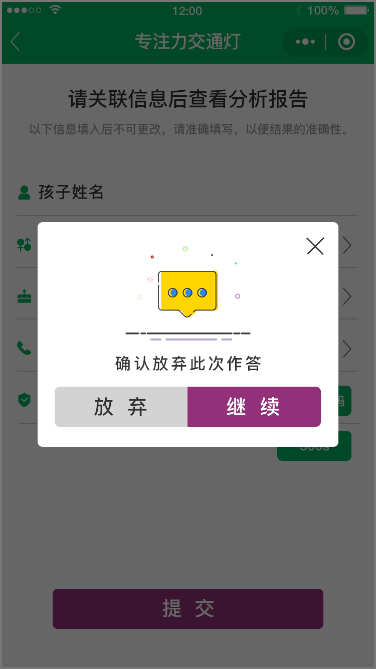 12:00
100%
专注力交通灯
请关联信息后查看分析报告
以下信息填入后不可更改，请准确填写，以便结果的准确性。
孩子姓名
确认放弃此次作答
放 弃
继 续
码
提 交